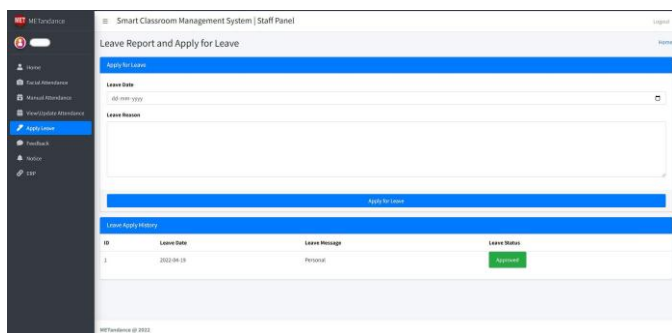 MET METandance
Smart Classroom Management System | Staff Panel
Logout
Leave Report and Apply for Leave
Home
Home
Facial Attendance
Manual Attendance
View/Update Attendance
Apply Leave
Feedback
Notice
ERP
Apply for Leave
Leave Date
dd-mm-yyyy
Leave Reason
Apply for Leave
Leave Apply History
ID Leave Date Leave Message Leave Status
1 2022-04-19 Personal Approved
METandance @ 2022